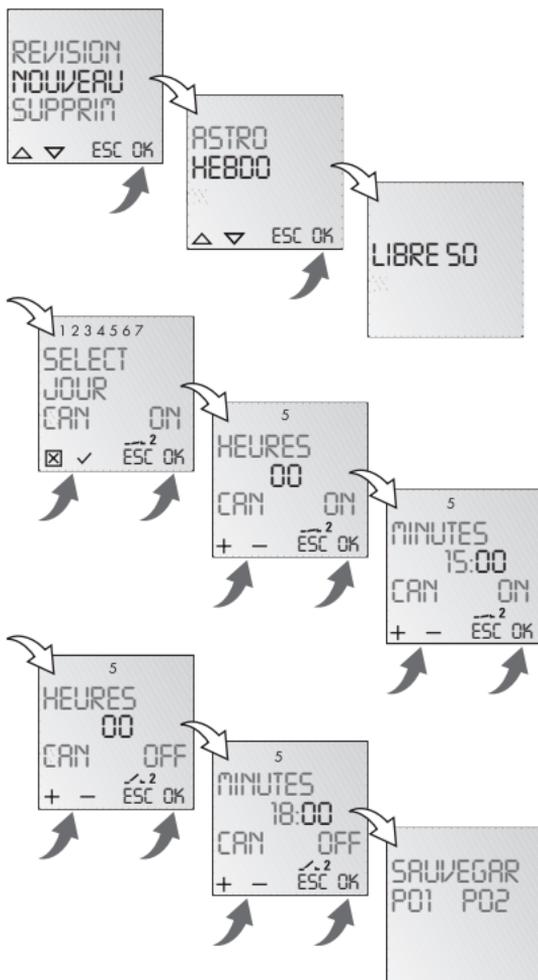 REVISION
NOUVEAU
SUPPRIM
ESC OK
ASTRO
HEBDO
ESC OK
LIBRE 50
1 2 3 4 5 6 7
SELECT
JOUR
CAN ON
2
ESC OK
5
HEURES
00
CAN ON
2
+ − ESC OK
5
MINUTES
15:00
CAN ON
2
+ − ESC OK
5
HEURES
00
CAN OFF
2
+ − ESC OK
5
MINUTES
18:00
CAN OFF
2
+ − ESC OK
SAUVEGAR
P01 P02